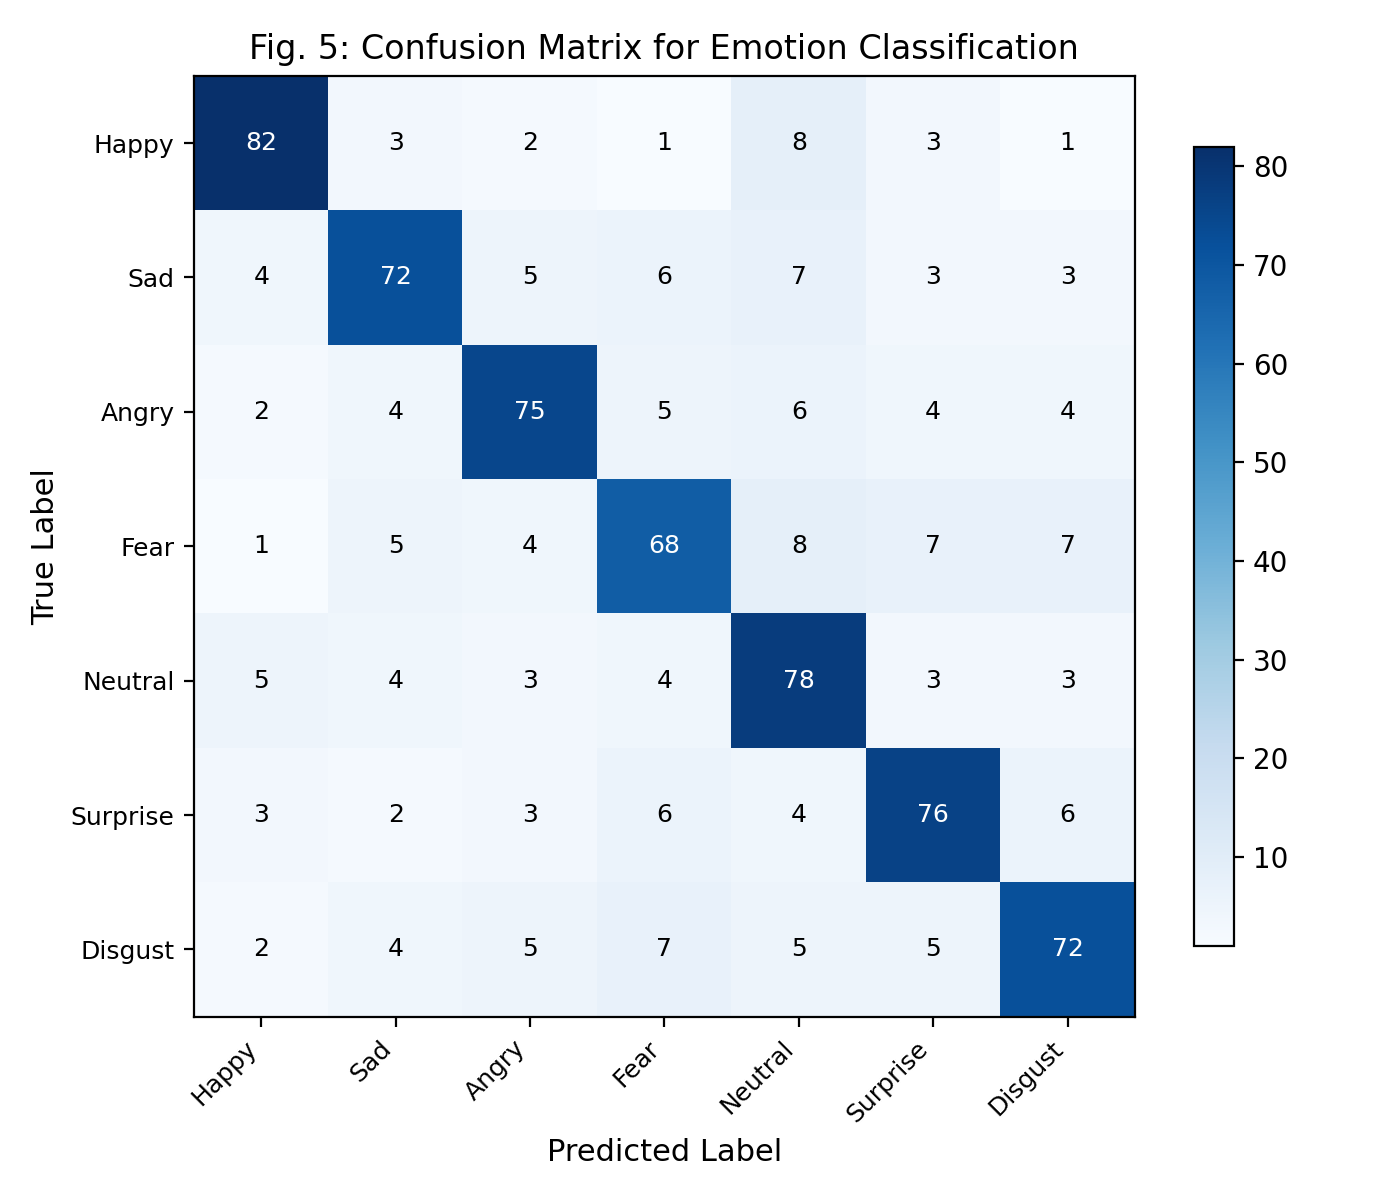 Fig. 5: Confusion Matrix for Emotion Classification
Happy 82 3 2 1 8 3 1
Sad 4 72 5 6 7 3 3
Angry 2 4 75 5 6 4 4
Fear 1 5 4 68 8 7 7
Neutral 5 4 3 4 78 3 3
Surprise 3 2 3 6 4 76 6
Disgust 2 4 5 7 5 5 72
Happy Sad Angry Fear Neutral Surprise Disgust
Predicted Label
True Label
80
70
60
50
40
30
20
10